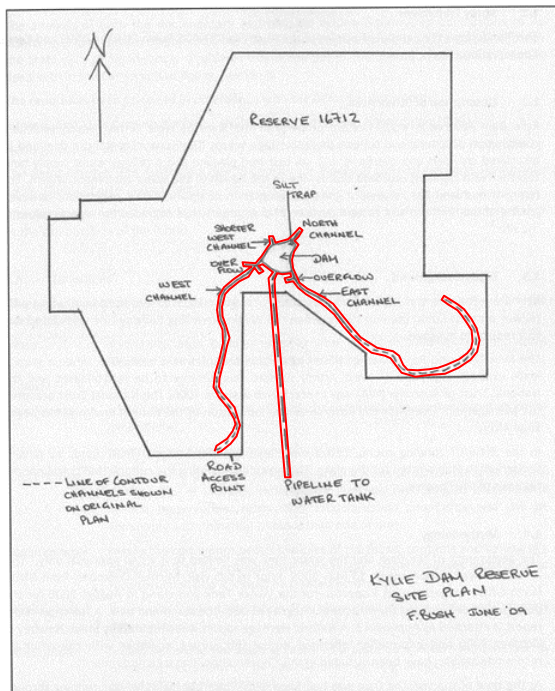 N
RESERVE 16712
SILT
TRAP
SHORTER
WEST
CHANNEL
NORTH
CHANNEL
DAM
OVER
FLOW
OVERFLOW
WEST
CHANNEL
EAST
CHANNEL
ROAD
ACCESS
POINT
PIPELINE TO
WATER TANK
LINE OF CONTOUR
CHANNELS SHOWN
ON ORIGINAL
PLAN
KYLIE DAM RESERVE
SITE PLAN
F. BUSH JUNE '09